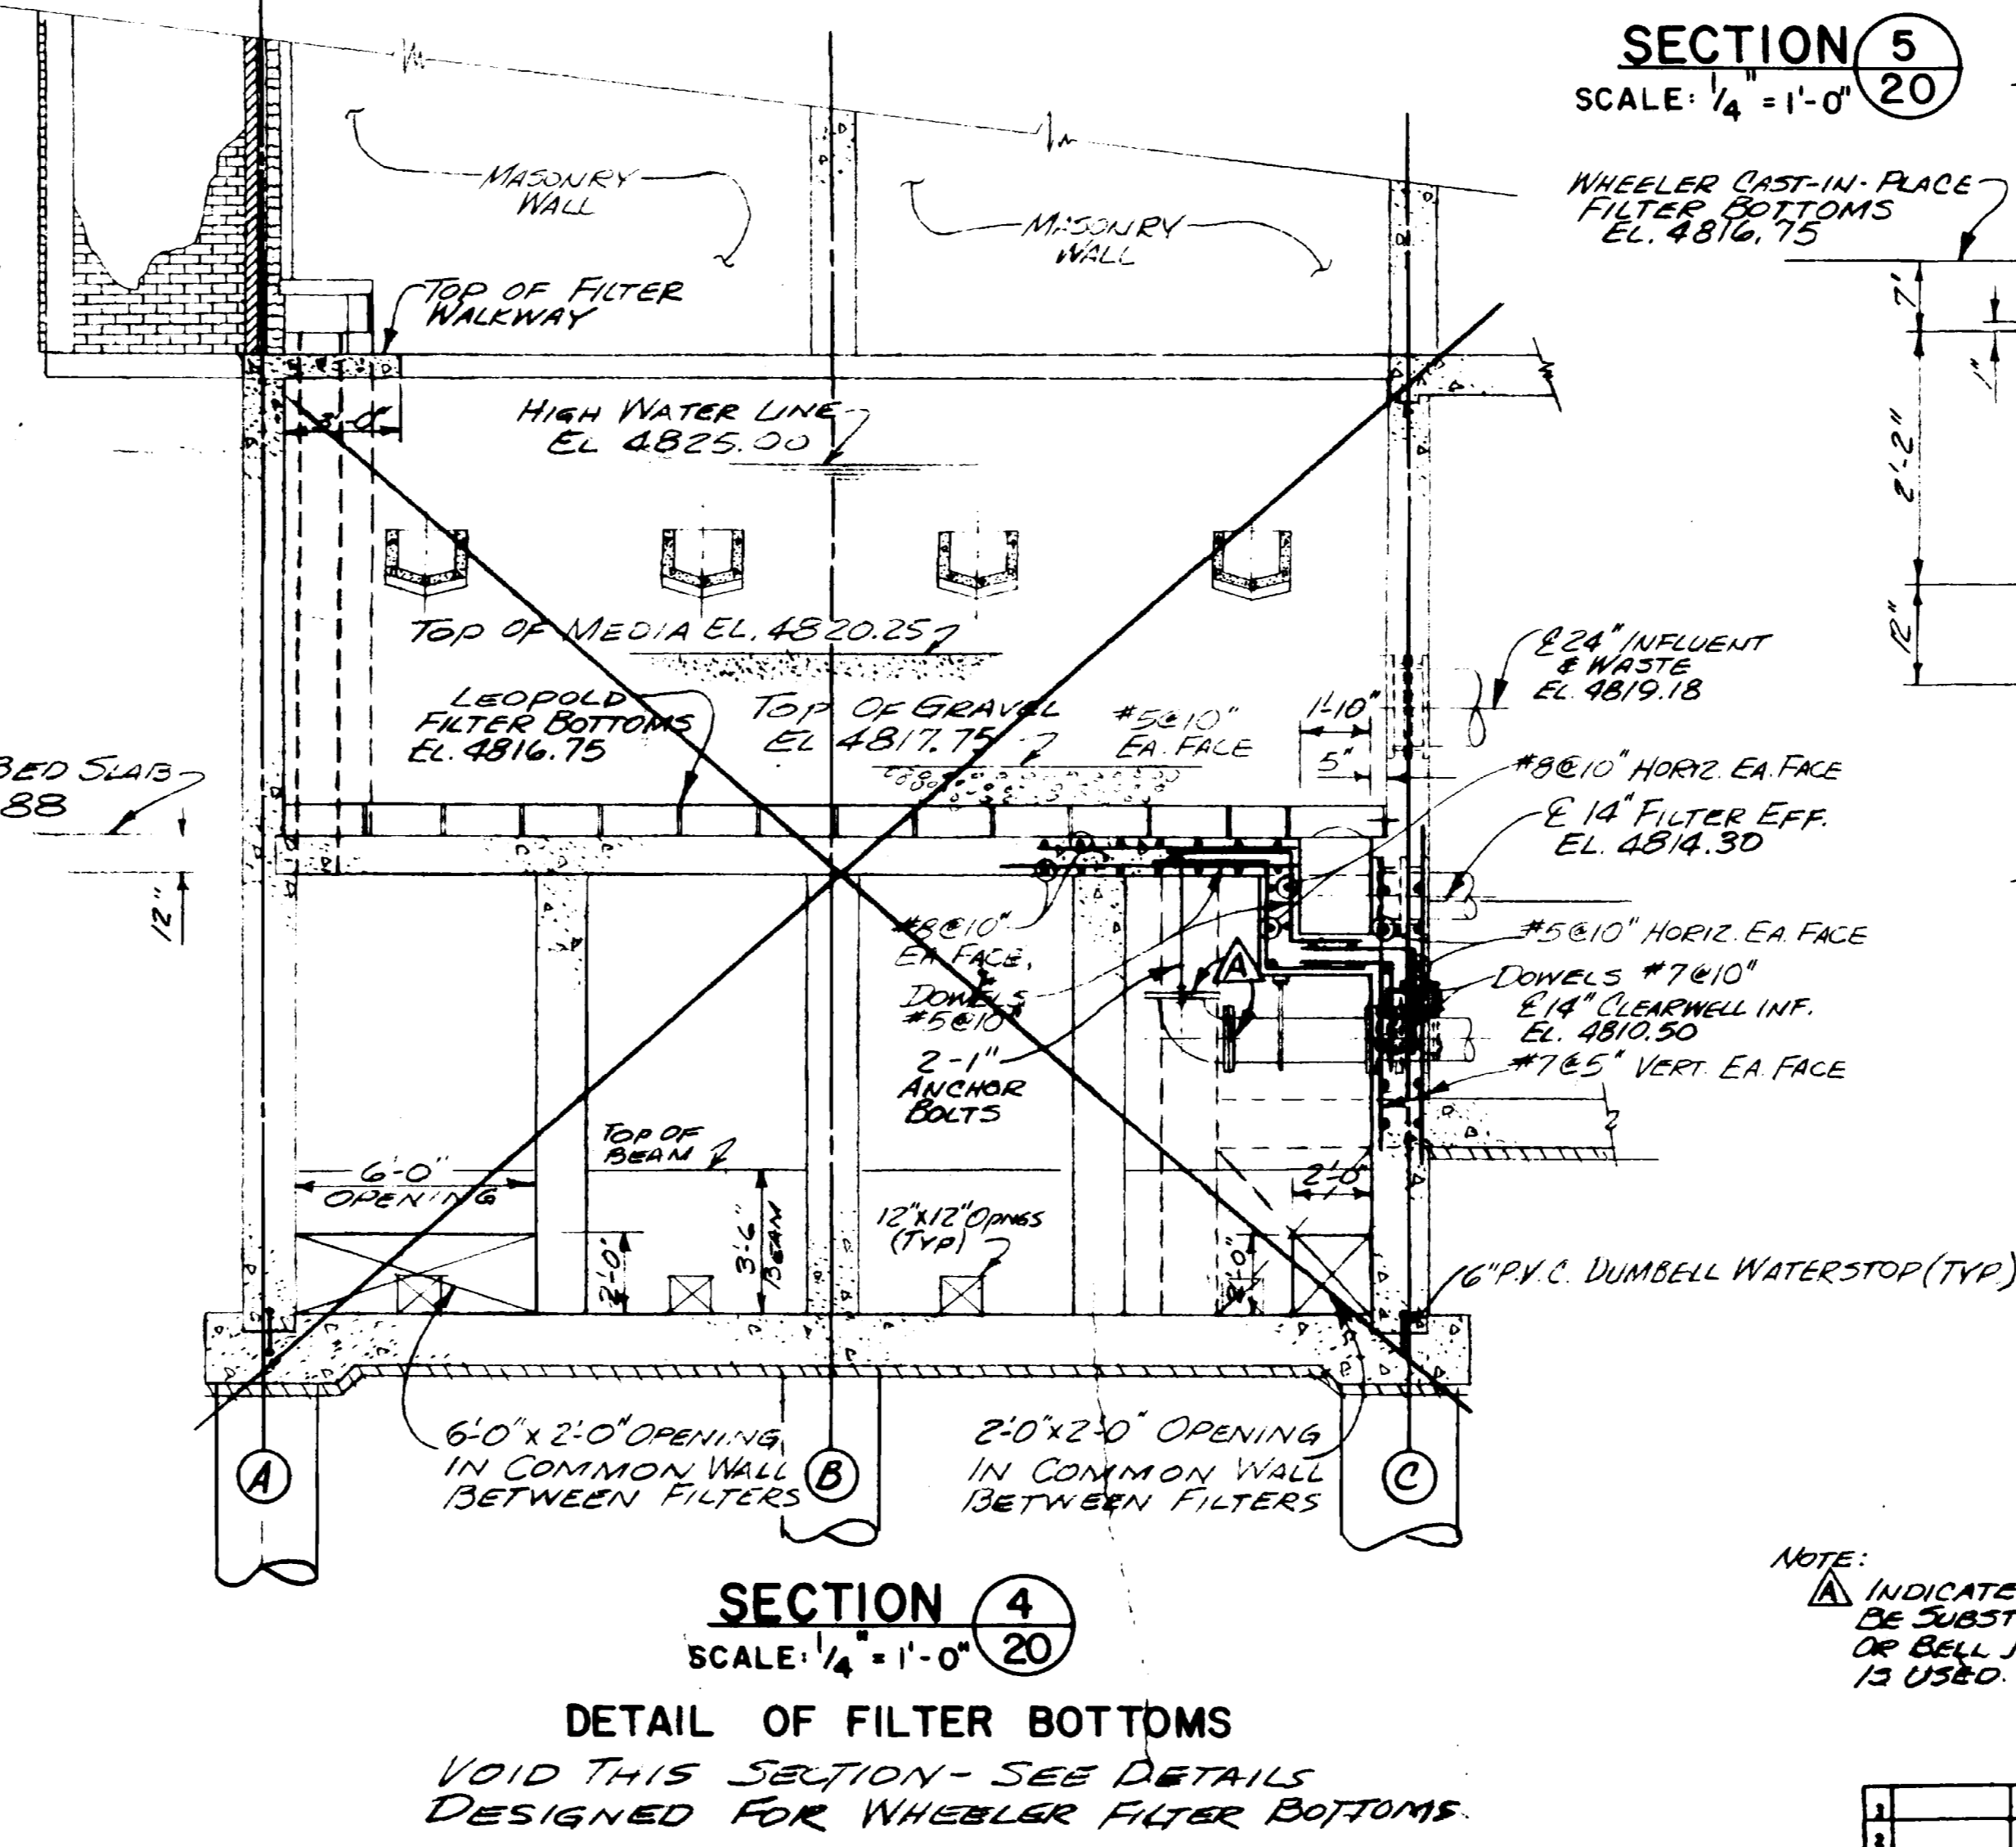 SECTION 5
SCALE: 1/4" = 1'-0" 20
WHEELER CAST-IN-PLACE
FILTER BOTTOMS
EL. 4816.75
7'
1"
2'-2"
12"
MASONRY
WALL
MASONRY
WALL
TOP OF FILTER
WALKWAY
3'-0"
HIGH WATER LINE
EL 4825.00
TOP OF MEDIA EL. 4820.25
LEOPOLD
FILTER BOTTOMS
EL. 4816.75
TOP OF GRAVEL
EL 4817.75
#5@10"
EA. FACE
1'-10"
5"
℄ 24" INFLUENT
& WASTE
EL. 4819.18
#8@10" HORIZ. EA. FACE
℄ 14" FILTER EFF.
EL. 4814.30
BED SLAB
88
12"
#8@10"
EA FACE.
DOWELS
#5@10"
A
#5@10" HORIZ. EA. FACE
DOWELS #7@10"
℄ 14" CLEARWELL INF.
EL. 4810.50
#7@5" VERT. EA. FACE
2-1"
ANCHOR
BOLTS
TOP OF
BEAM
6'-0"
OPENING
2'-0"
3'-6"
BEAM
12"X12" OPNGS
(TYP)
2'-0"
2'-0"
6" P.V.C. DUMBELL WATERSTOP (TYP)
6'-0" x 2'-0" OPENING
IN COMMON WALL
BETWEEN FILTERS
2'-0" x 2'-0" OPENING
IN COMMON WALL
BETWEEN FILTERS
A
B
C
SECTION 4
SCALE: 1/4" = 1'-0" 20
DETAIL OF FILTER BOTTOMS
VOID THIS SECTION - SEE DETAILS
DESIGNED FOR WHEELER FILTER BOTTOMS.
NOTE:
A INDICATE
BE SUBST
OR BELL J
IS USED.
3
2